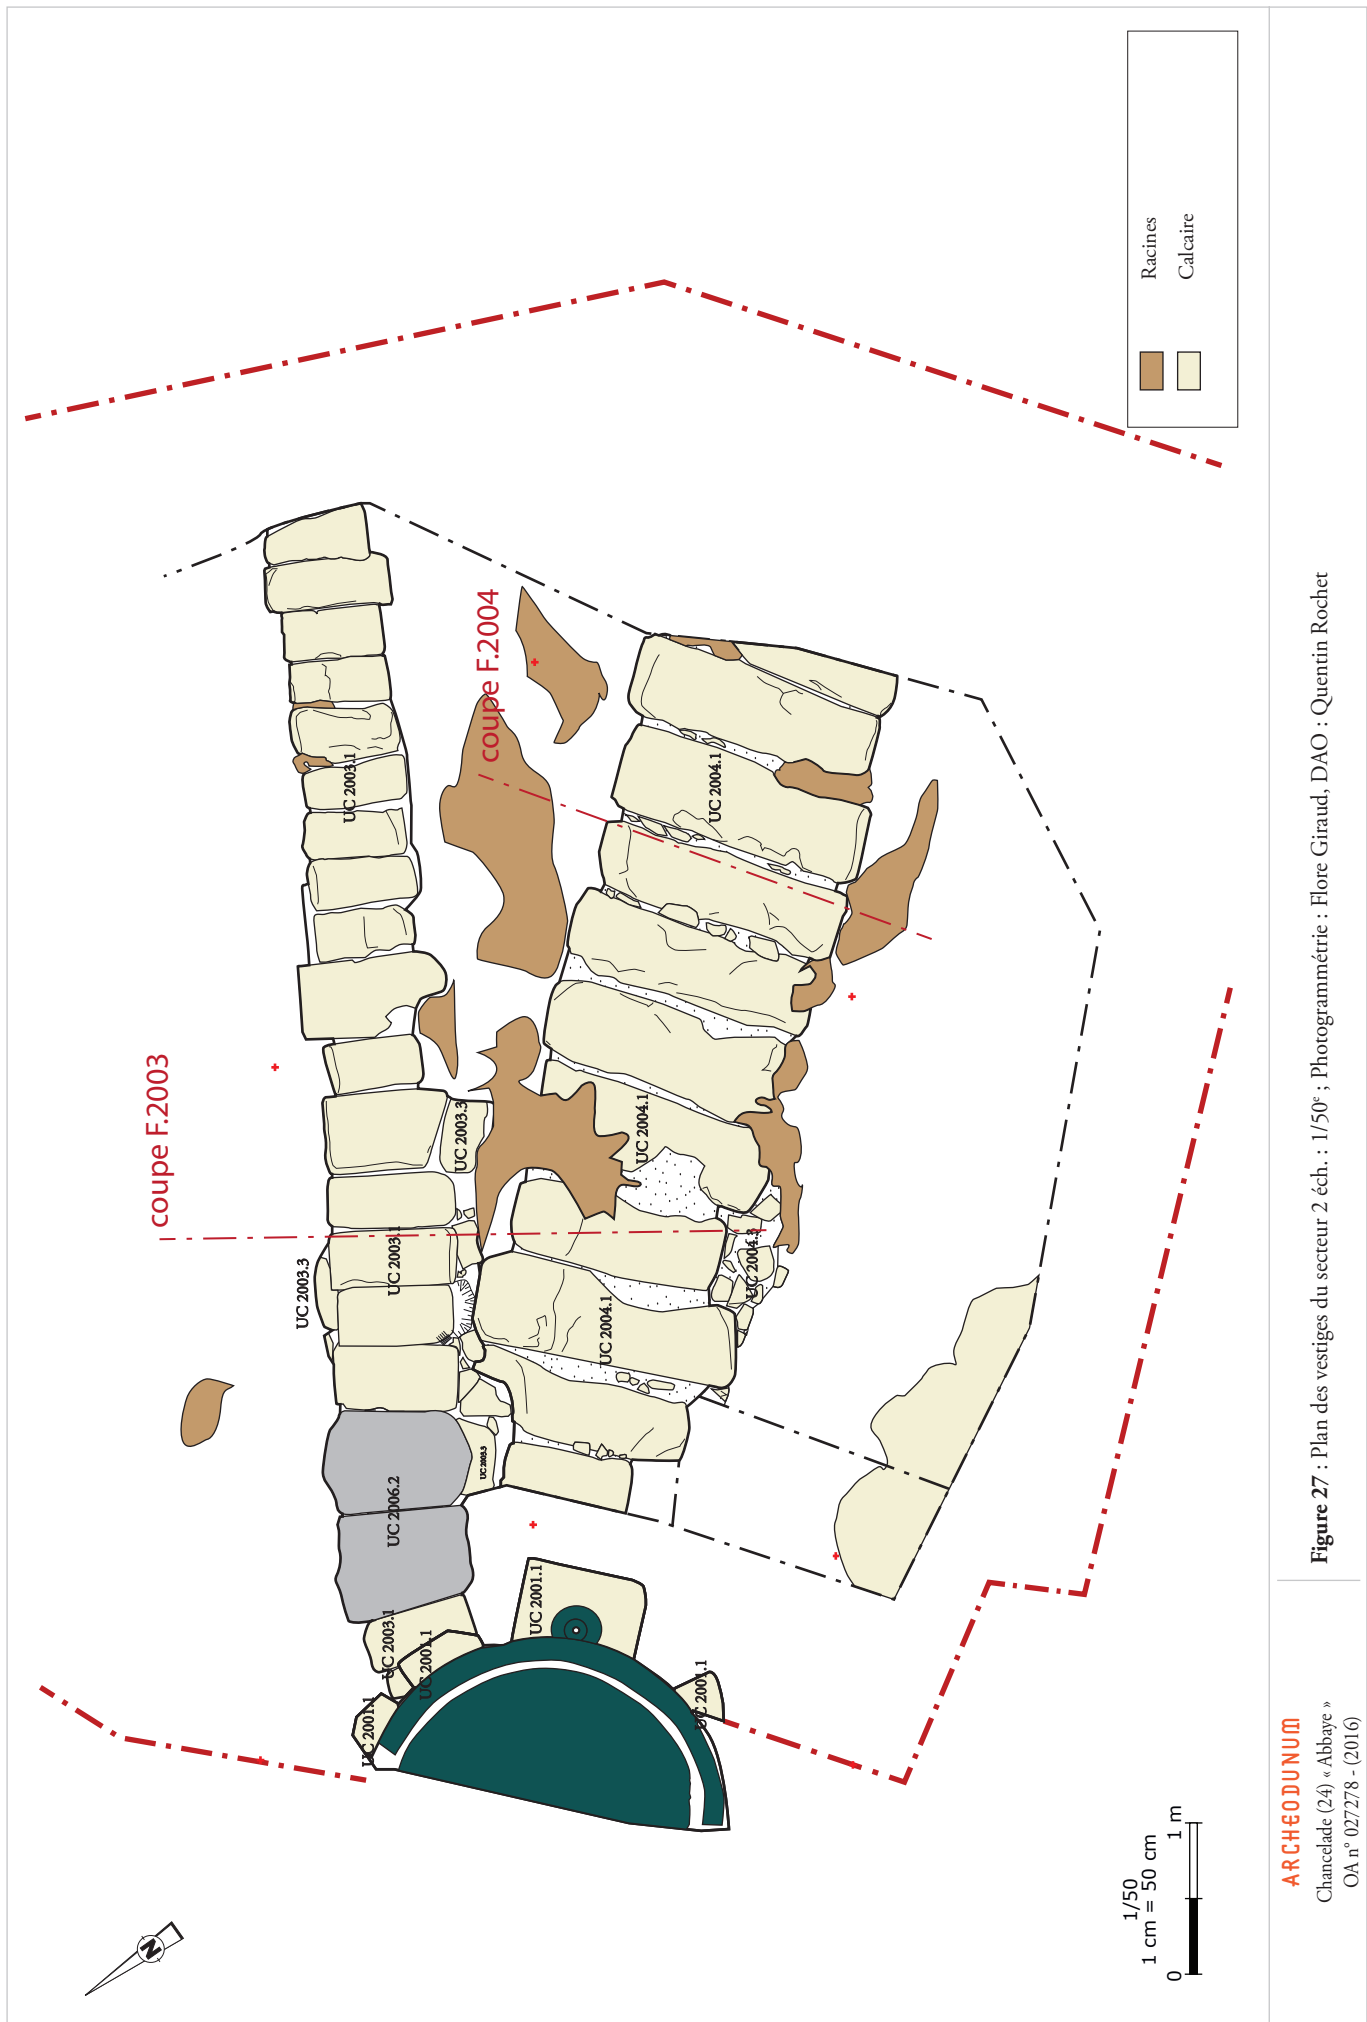 coupe F.2003
coupe F.2004
UC 2003.1
UC 2004.1
UC 2003.3
UC 2004.1
UC 2003.3
UC 2003.1
UC 2004.3
UC 2004.1
UC 2003.3
UC 2006.2
UC 2001.1
UC 2003.1
UC 2001.1
UC 2001.1
UC 2001.1
N
Racines
Calcaire
1/50
1 cm = 50 cm
0 1 m
Figure 27 : Plan des vestiges du secteur 2 éch. : 1/50e ; Photogrammétrie : Flore Giraud, DAO : Quentin Rochet
ARCHEODUNUM
Chancelade (24) « Abbaye »
OA n° 027278 - (2016)